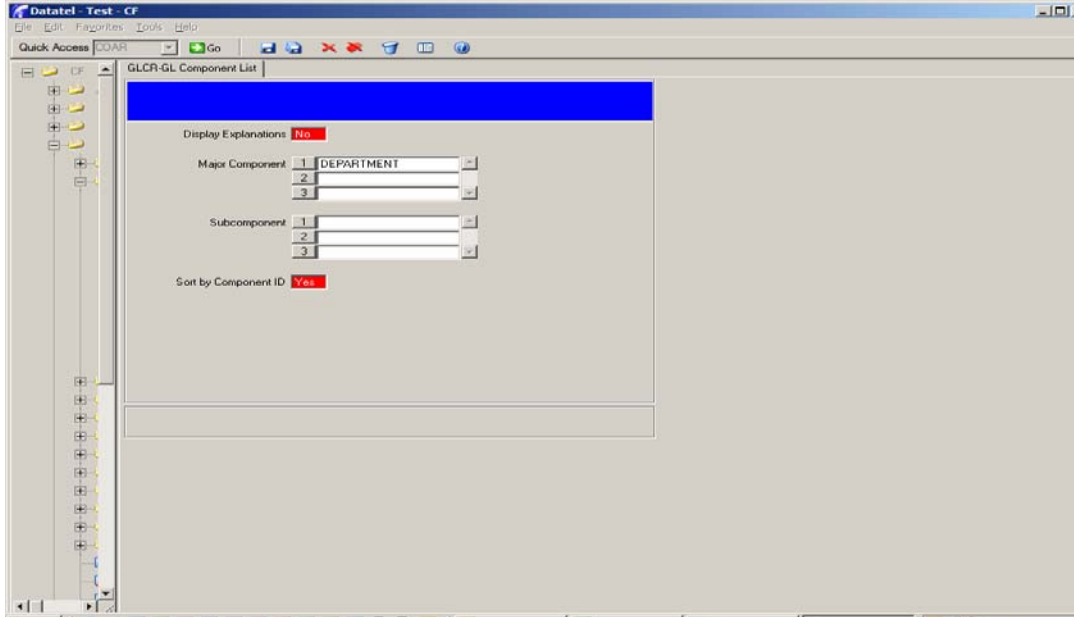 Datatel - Test - CF
File Edit Favorites Tools Help
Quick Access COAR Go
CF
GLCR-GL Component List
Display Explanations No
Major Component 1 DEPARTMENT
2
3
Subcomponent 1
2
3
Sort by Component ID Yes